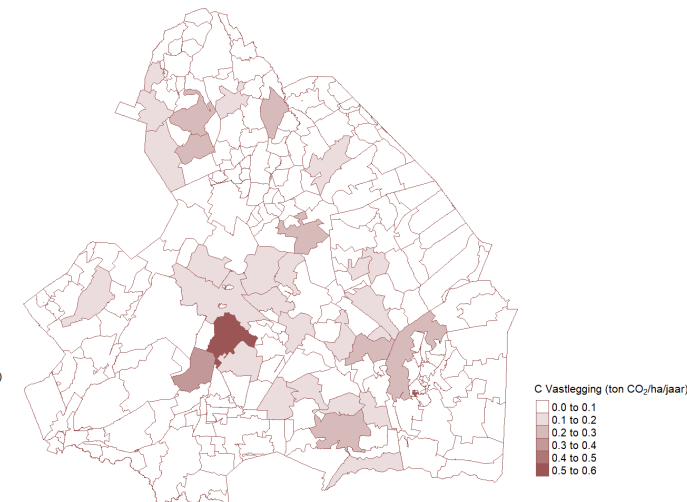 )
C Vastlegging (ton CO₂/ha/jaar)
0.0 to 0.1
0.1 to 0.2
0.2 to 0.3
0.3 to 0.4
0.4 to 0.5
0.5 to 0.6